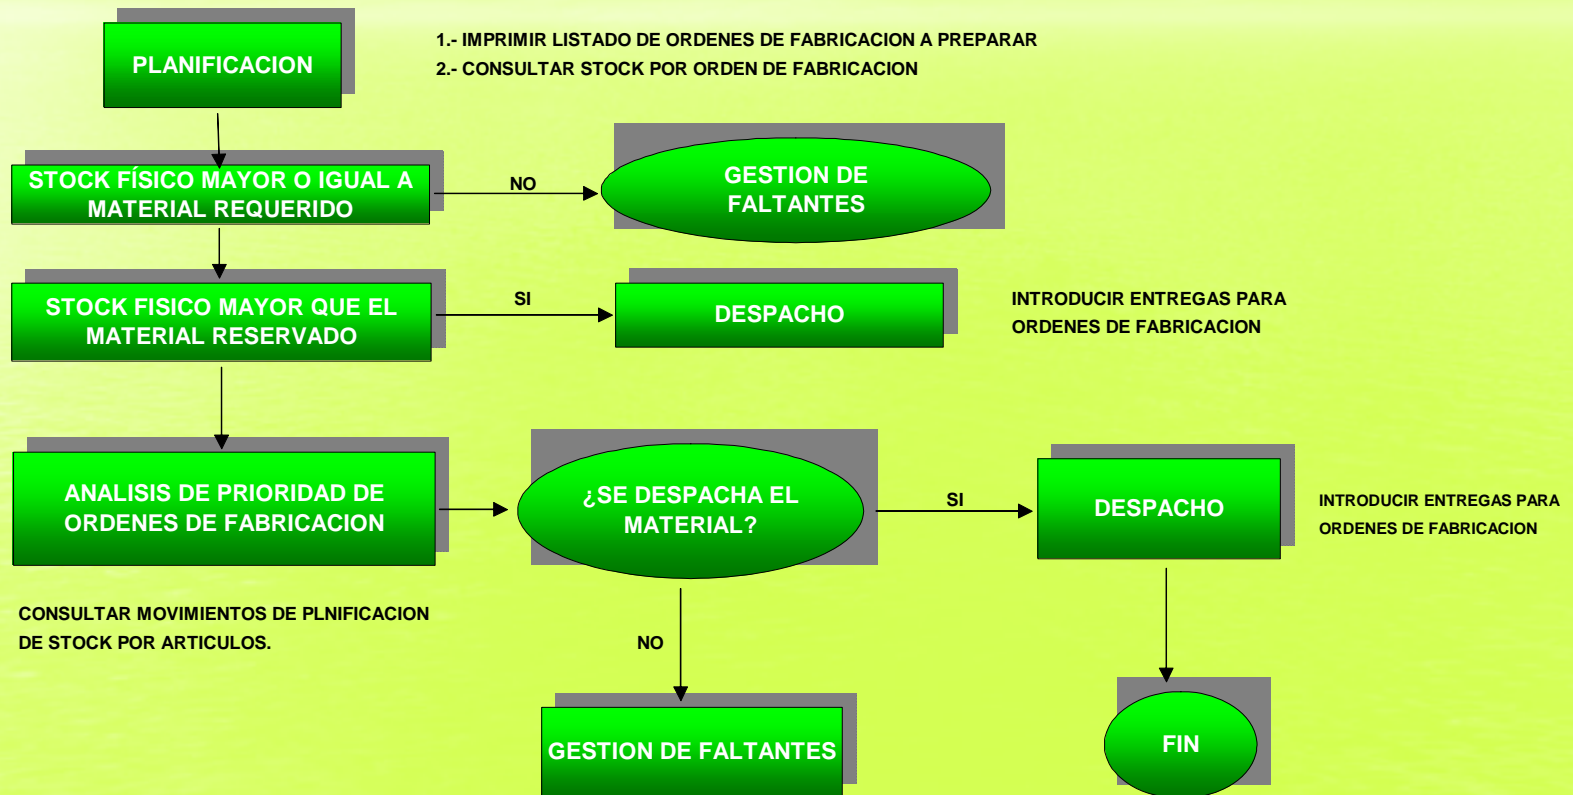 PLANIFICACION
1.- IMPRIMIR LISTADO DE ORDENES DE FABRICACION A PREPARAR
2.- CONSULTAR STOCK POR ORDEN DE FABRICACION
STOCK FÍSICO MAYOR O IGUAL A
MATERIAL REQUERIDO
NO
GESTION DE
FALTANTES
STOCK FISICO MAYOR QUE EL
MATERIAL RESERVADO
SI
DESPACHO
INTRODUCIR ENTREGAS PARA
ORDENES DE FABRICACION
ANALISIS DE PRIORIDAD DE
ORDENES DE FABRICACION
¿SE DESPACHA EL
MATERIAL?
SI
DESPACHO
INTRODUCIR ENTREGAS PARA
ORDENES DE FABRICACION
CONSULTAR MOVIMIENTOS DE PLNIFICACION
DE STOCK POR ARTICULOS.
NO
GESTION DE FALTANTES
FIN